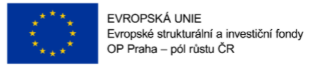 EVROPSKÁ UNIE
Evropské strukturální a investiční fondy
OP Praha – pól růstu ČR